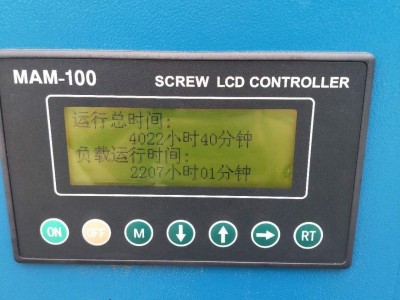 MAM-100 SCREW LCD CONTROLLER
运行总时间:
4022小时40分钟
负载运行时间:
2207小时01分钟
ON OFF M ↓ ↑ → RT